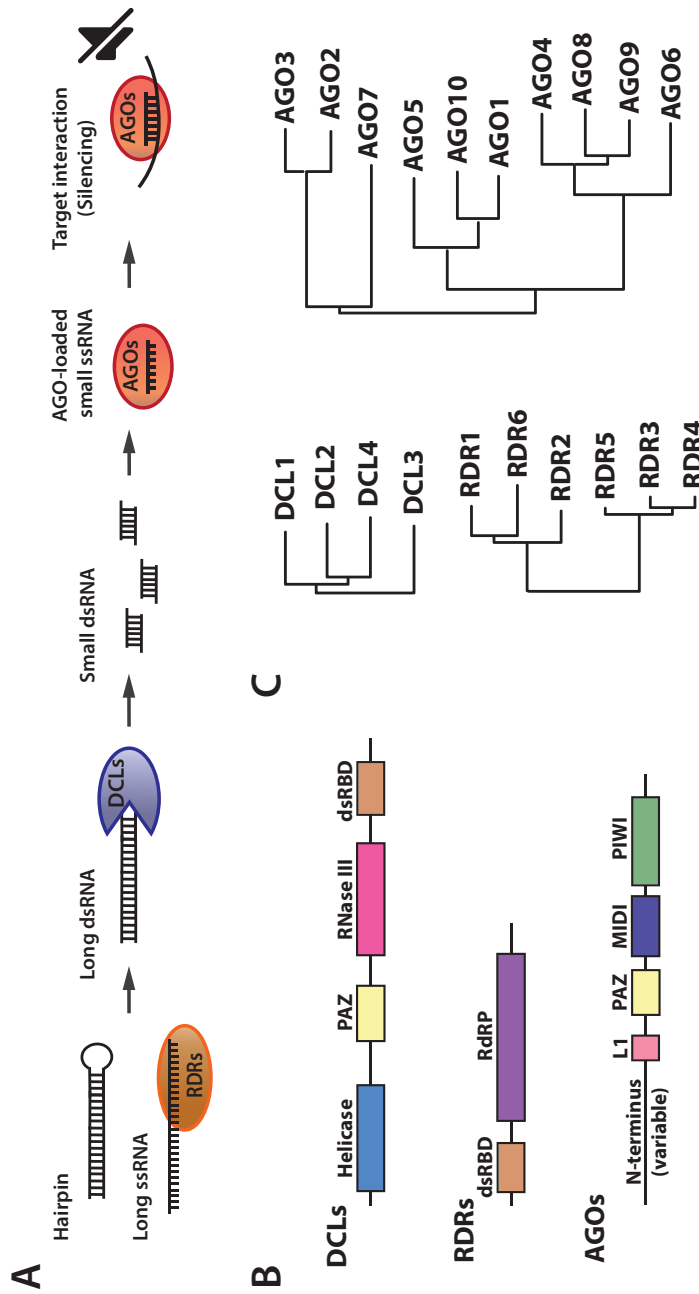 A
Hairpin
Long ssRNA
RDRs
Long dsRNA
DCLs
Small dsRNA
AGO-loaded
small ssRNA
AGOs
Target interaction
(Silencing)
AGOs
B
DCLs
Helicase
PAZ
RNase III
dsRBD
RDRs
dsRBD
RdRP
AGOs
N-terminus
(variable)
L1
PAZ
MIDI
PIWI
C
DCL1
DCL2
DCL4
DCL3
RDR1
RDR6
RDR2
RDR5
RDR3
RDR4
AGO3
AGO2
AGO7
AGO5
AGO10
AGO1
AGO4
AGO8
AGO9
AGO6